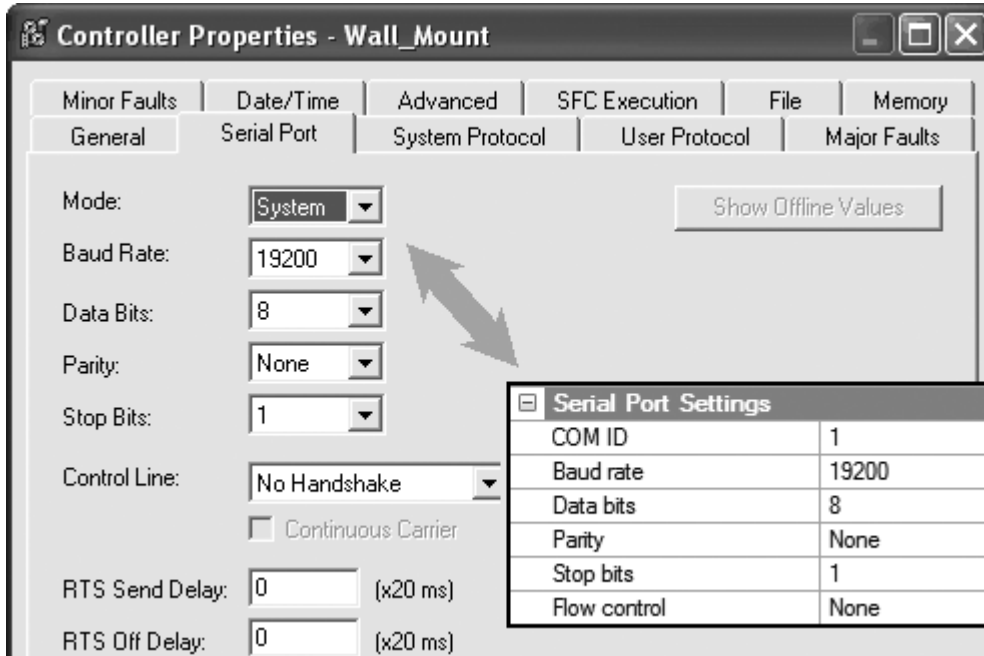 Controller Properties - Wall_Mount
Minor Faults Date/Time Advanced SFC Execution File Memory
General Serial Port System Protocol User Protocol Major Faults
Mode: System Show Offline Values
Baud Rate: 19200
Data Bits: 8
Parity: None
Stop Bits: 1
Control Line: No Handshake
Continuous Carrier
RTS Send Delay: 0 (x20 ms)
RTS Off Delay: 0 (x20 ms)
Serial Port Settings
COM ID 1
Baud rate 19200
Data bits 8
Parity None
Stop bits 1
Flow control None